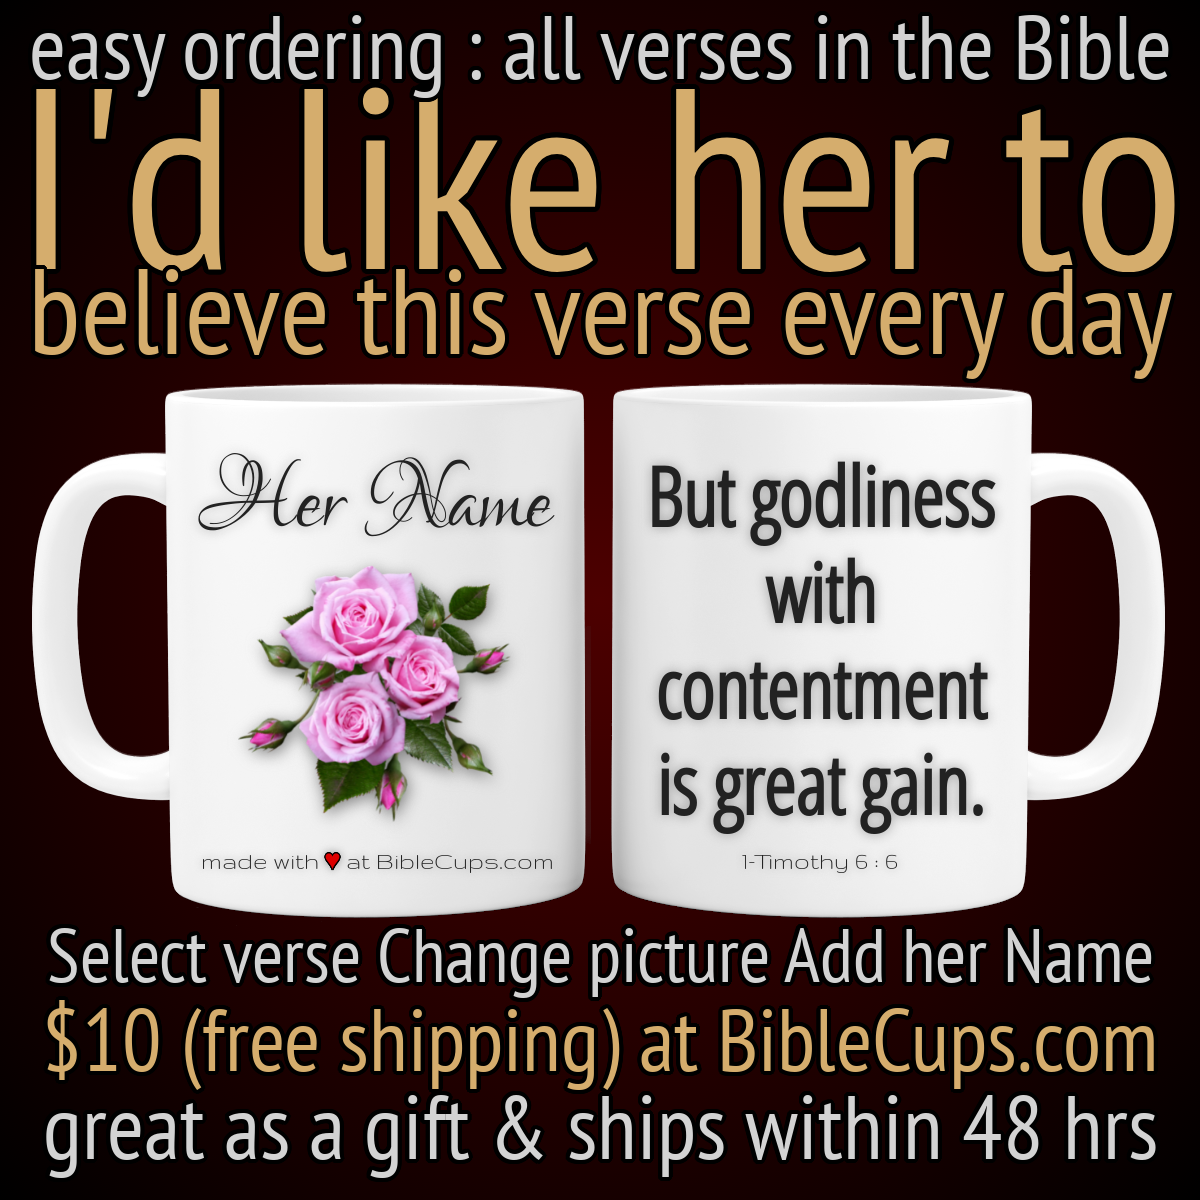 easy ordering : all verses in the Bible
I'd like her to
believe this verse every day
Her Name
made with ❤ at BibleCups.com
But godliness
with
contentment
is great gain.
1-Timothy 6 : 6
Select verse Change picture Add her Name
$10 (free shipping) at BibleCups.com
great as a gift & ships within 48 hrs